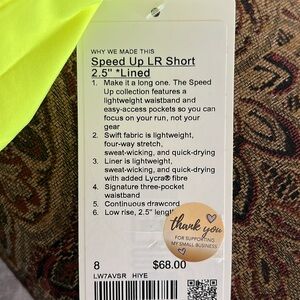 WHY WE MADE THIS
Speed Up LR Short
2.5" *Lined
1. Make it a long one. The Speed
Up collection features a
lightweight waistband and
easy-access pockets so you can
focus on your run, not your
gear
2. Swift fabric is lightweight,
four-way stretch,
sweat-wicking, and quick-drying
3. Liner is lightweight,
sweat-wicking, and quick-drying
with added Lycra® fibre
4. Signature three-pocket
waistband
5. Continuous drawcord
6. Low rise, 2.5" length
thank you
FOR SUPPORTING
MY SMALL BUSINESS
8 $68.00
LW7AVSR HIYE